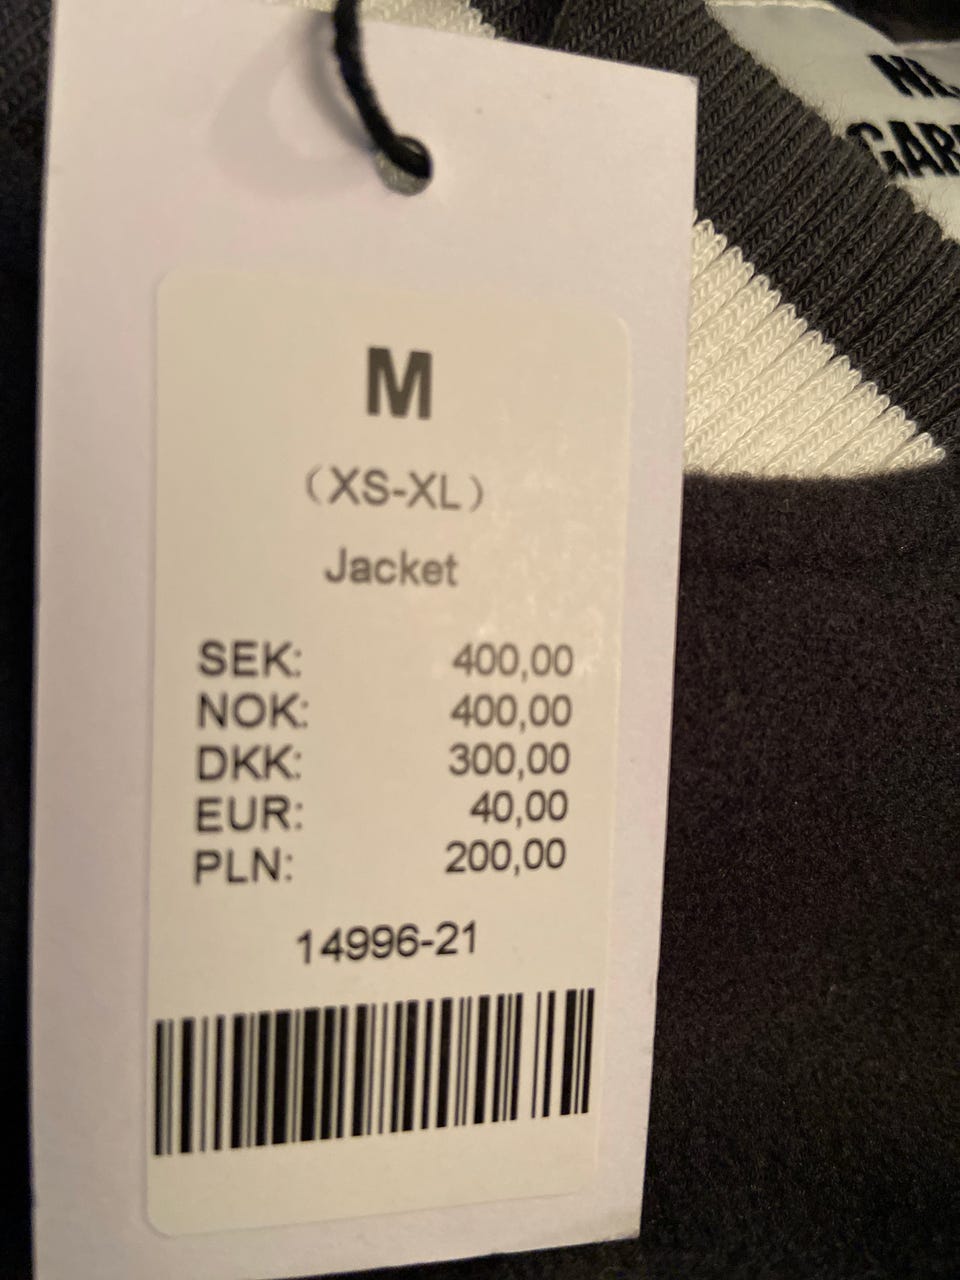 M
(XS-XL)
Jacket
SEK: 400,00
NOK: 400,00
DKK: 300,00
EUR: 40,00
PLN: 200,00
14996-21